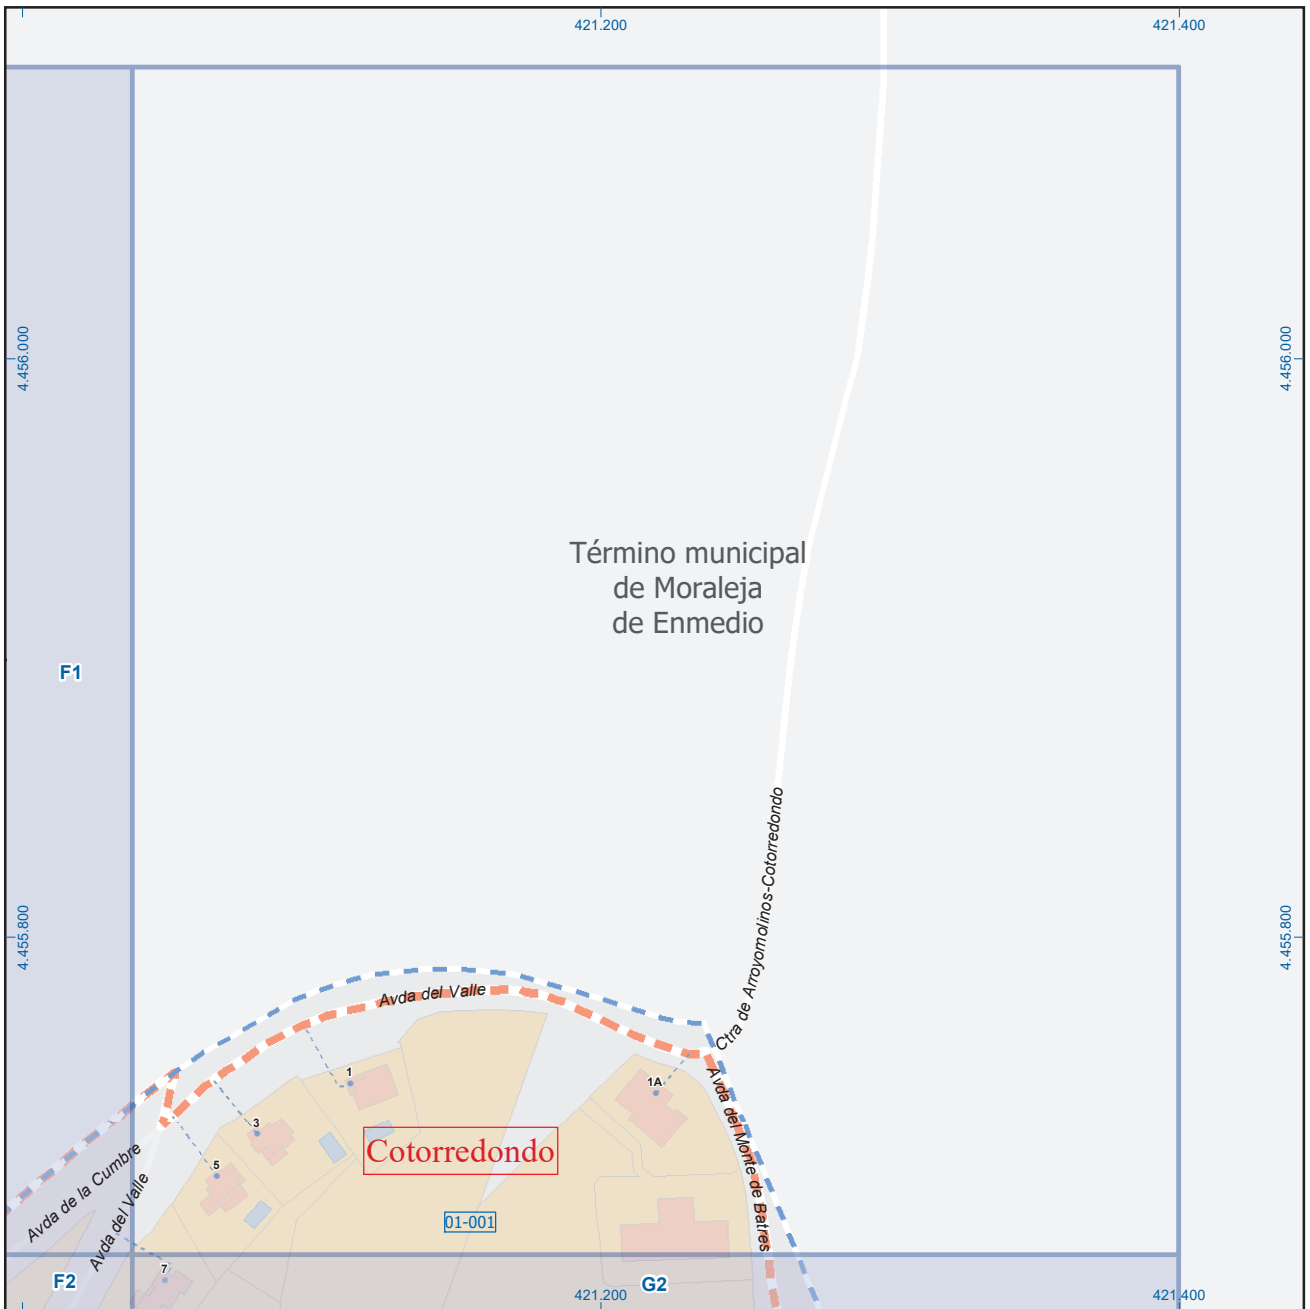 421.200
421.400
4.456.000
4.456.000
Término municipal
de Moraleja
de Enmedio
F1
Ctra de Arroyomolinos-Cotorredondo
4.455.800
4.455.800
Avda del Valle
1
1A
3
Avda del Monte de Batres
Cotorredondo
5
Avda de la Cumbre
Avda del Valle
01-001
7
F2
G2
421.200
421.400